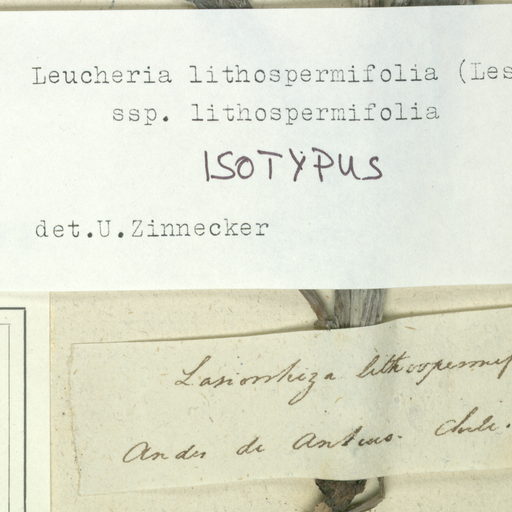 Leucheria lithospermifolia (Les
ssp. lithospermifolia
ISOTYPUS
det.U.Zinnecker
Lasiorrhiza lithospermif
Andes de Antuco. Chile.